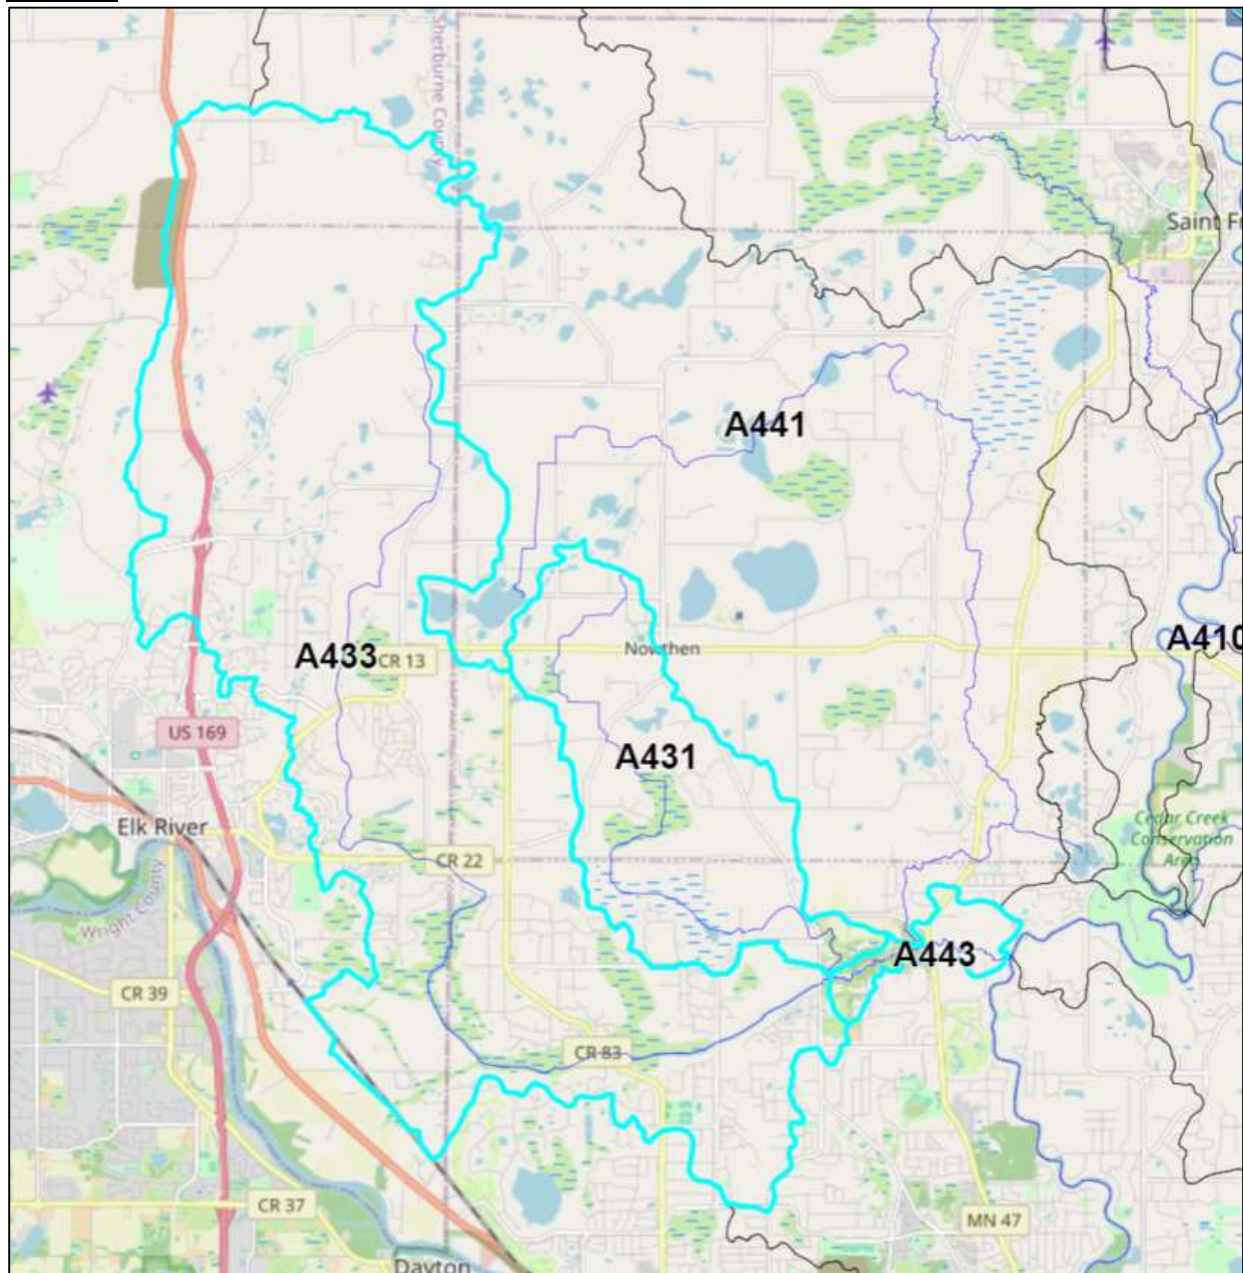 Sherburne County
Saint Fr
A441
A433
CR 13
Nowthen
A410
US 169
A431
Elk River
Cedar Creek
Conservation
Area
CR 22
Wright County
A443
CR 39
CR 83
CR 37
MN 47
Dayton